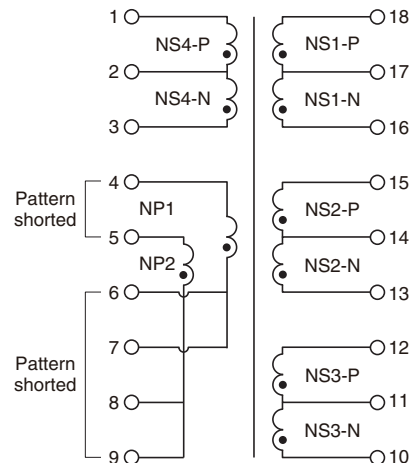 1
18
NS4-P
NS1-P
2
17
NS4-N
NS1-N
3
16
4
15
Pattern
shorted
NP1
NS2-P
5
14
NP2
NS2-N
6
13
7
12
Pattern
shorted
NS3-P
8
11
NS3-N
9
10